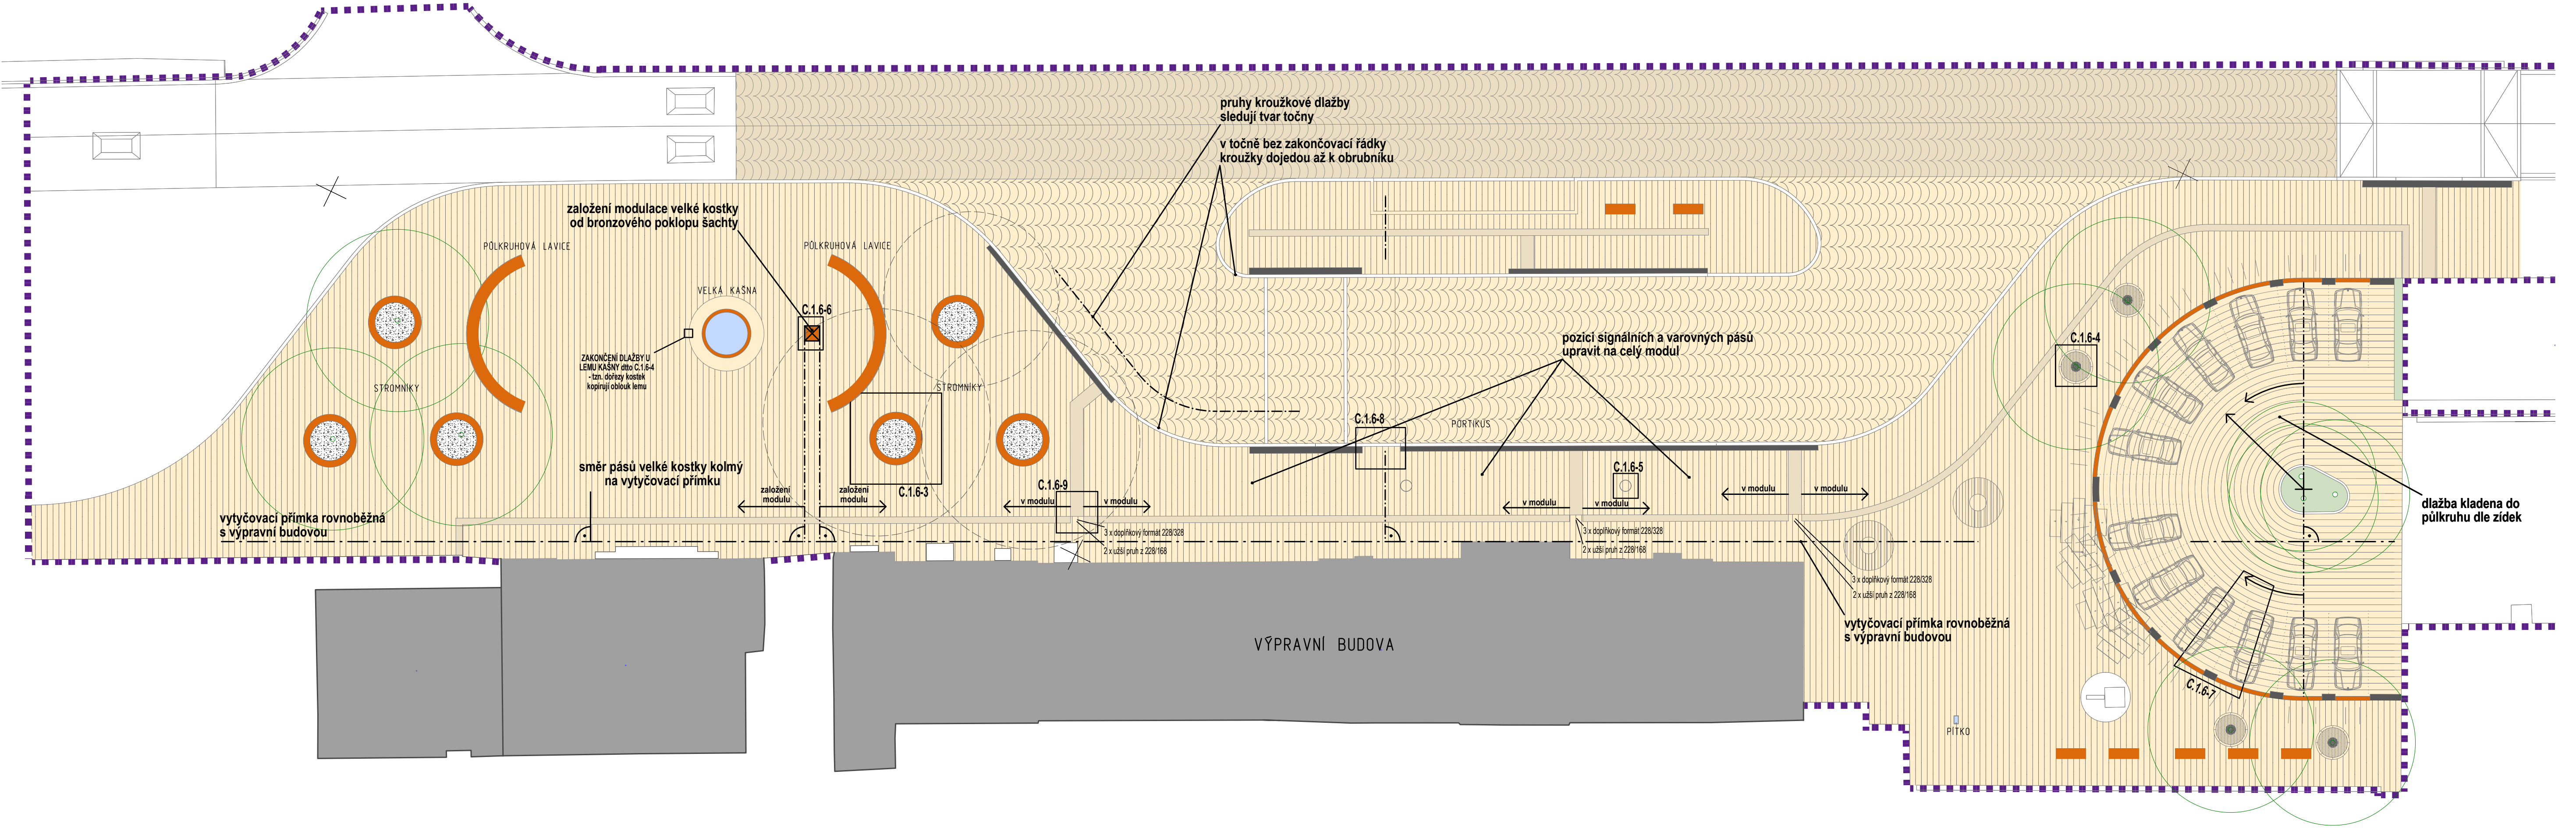 pruhy kroužkové dlažby
sledují tvar točny
v točně bez zakončovací řádky
kroužky dojedou až k obrubníku
založení modulace velké kostky
od bronzového poklopu šachty
PŮLKRUHOVÁ LAVICE
PŮLKRUHOVÁ LAVICE
VELKÁ KAŠNA
C.1.6-6
ZAKONČENÍ DLAŽBY U
LEMU KAŠNY dtto C.1.6-4
- tzn. dořezy kostek
kopírují oblouk lemu
STROMNÍKY
STROMNÍKY
pozici signálních a varovných pásů
upravit na celý modul
C.1.6-4
C.1.6-8
PORTIKUS
směr pásů velké kostky kolmý
na vytyčovací přímku
C.1.6-5
založení
modulu
založení
modulu
C.1.6-3
C.1.6-9
v modulu
v modulu
v modulu
v modulu
v modulu
v modulu
dlažba kladena do
půlkruhu dle zídek
vytyčovací přímka rovnoběžná
s výpravní budovou
3 x doplňkový formát 228/328
2 x užší pruh z 228/168
3 x doplňkový formát 228/328
2 x užší pruh z 228/168
3 x doplňkový formát 228/328
2 x užší pruh z 228/168
vytyčovací přímka rovnoběžná
s výpravní budovou
VÝPRAVNÍ BUDOVA
C.1.6-7
PÍTKO